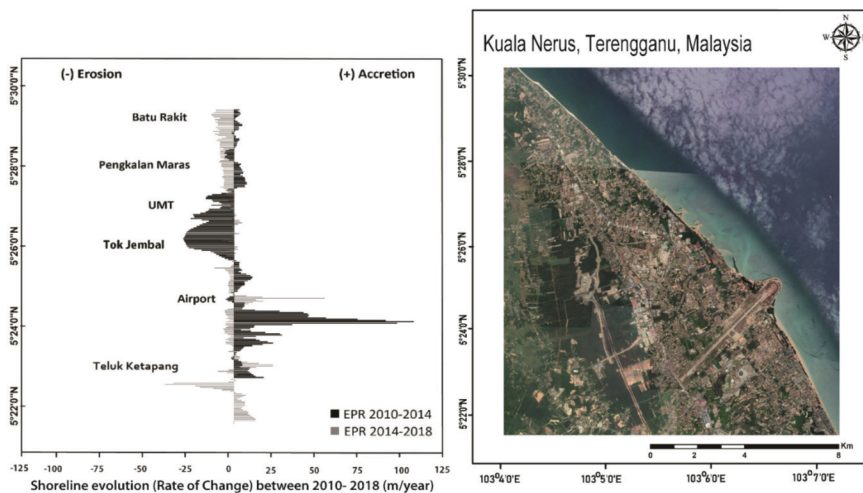 (-) Erosion
(+) Accretion
5°30'0"N
5°28'0"N
5°26'0"N
5°24'0"N
5°22'0"N
Batu Rakit
Pengkalan Maras
UMT
Tok Jembal
Airport
Teluk Ketapang
EPR 2010-2014
EPR 2014-2018
-125 -100 -75 -50 -25 0 25 50 75 100 125
Shoreline evolution (Rate of Change) between 2010- 2018 (m/year)
Kuala Nerus, Terengganu, Malaysia
N
W E
S
5°30'0"N
5°28'0"N
5°26'0"N
5°24'0"N
5°22'0"N
Km
0 2 4 8
103°4'0"E 103°5'0"E 103°6'0"E 103°7'0"E